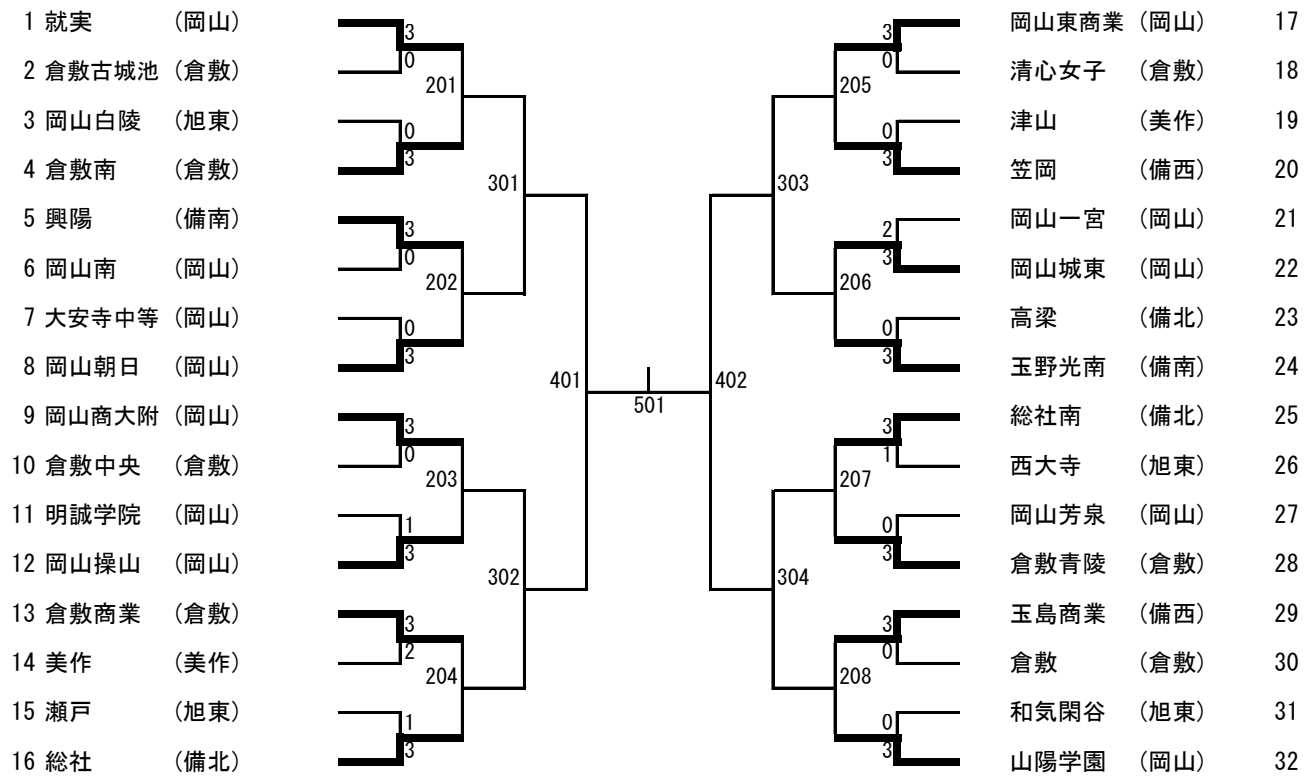 1 就実 (岡山)
3
0
2 倉敷古城池 (倉敷)
201
3 岡山白陵 (旭東)
0
3
4 倉敷南 (倉敷)
301
5 興陽 (備南)
3
0
6 岡山南 (岡山)
202
7 大安寺中等 (岡山)
0
3
8 岡山朝日 (岡山)
401
9 岡山商大附 (岡山)
3
0
10 倉敷中央 (倉敷)
203
11 明誠学院 (岡山)
1
3
12 岡山操山 (岡山)
302
13 倉敷商業 (倉敷)
3
2
14 美作 (美作)
204
15 瀬戸 (旭東)
1
3
16 総社 (備北)
501
岡山東商業 (岡山) 17
3
0
清心女子 (倉敷) 18
205
津山 (美作) 19
0
3
笠岡 (備西) 20
303
岡山一宮 (岡山) 21
2
3
岡山城東 (岡山) 22
206
高梁 (備北) 23
0
3
玉野光南 (備南) 24
402
総社南 (備北) 25
3
1
西大寺 (旭東) 26
207
岡山芳泉 (岡山) 27
0
3
倉敷青陵 (倉敷) 28
304
玉島商業 (備西) 29
3
0
倉敷 (倉敷) 30
208
和気閑谷 (旭東) 31
0
3
山陽学園 (岡山) 32